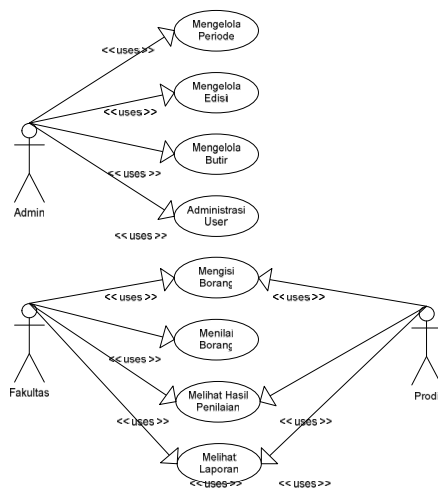 Mengelola
Periode
<<uses>>
Mengelola
Edisi
<<uses>>
Mengelola
Butir
<<uses>>
Admin
Administrasi
User
<<uses>>
Mengisi
Borang
<<uses>>
<<uses>>
Menilai
Borang
<<uses>>
Fakultas
Melihat Hasil
Penilaian
Prodi
<<uses>>
<<uses>>
Melihat
Laporan
<<uses>>
<<uses>>